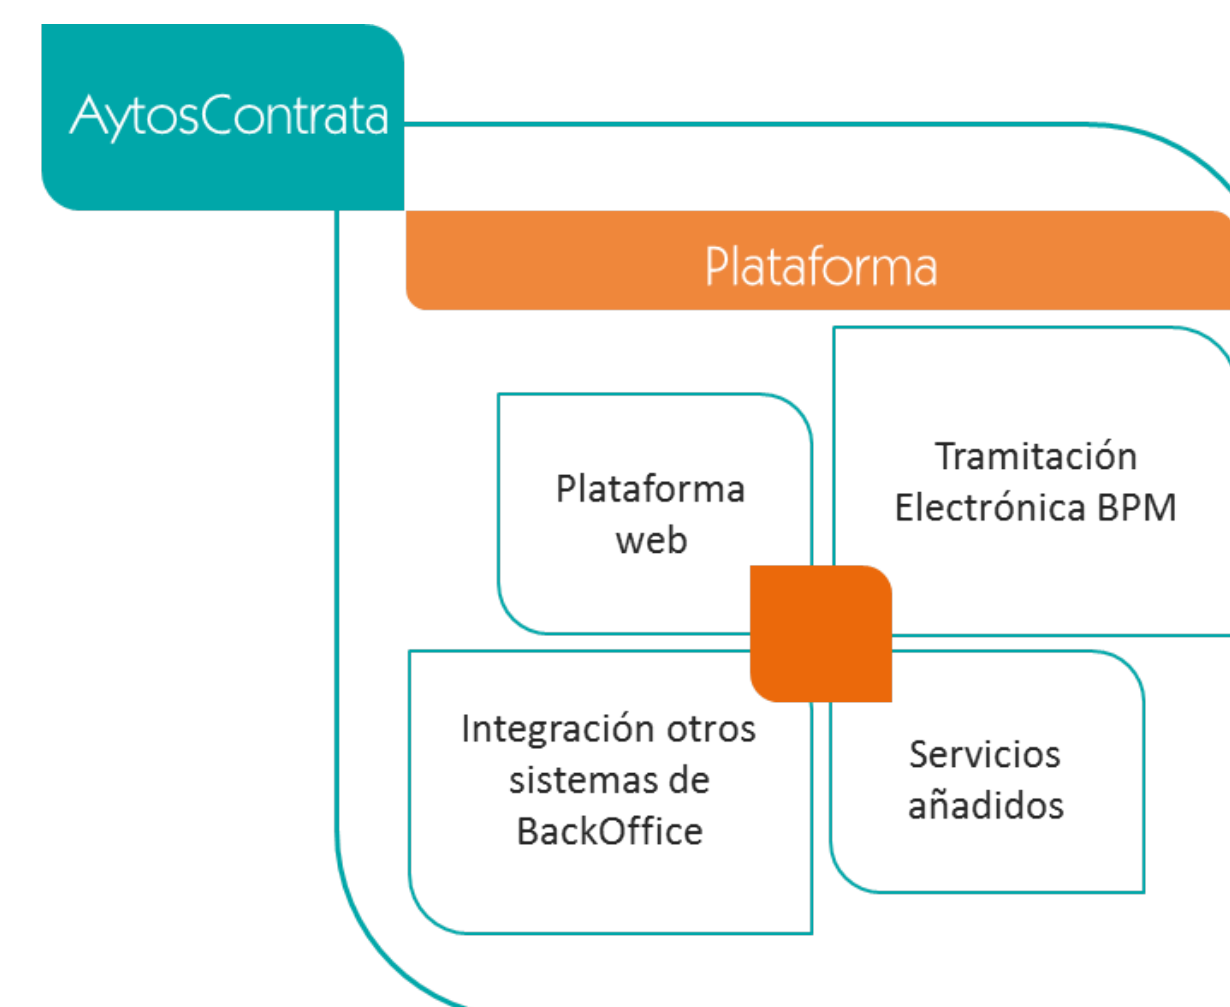 AytosContrata
Plataforma
Plataforma
web
Tramitación
Electrónica BPM
Integración otros
sistemas de
BackOffice
Servicios
añadidos